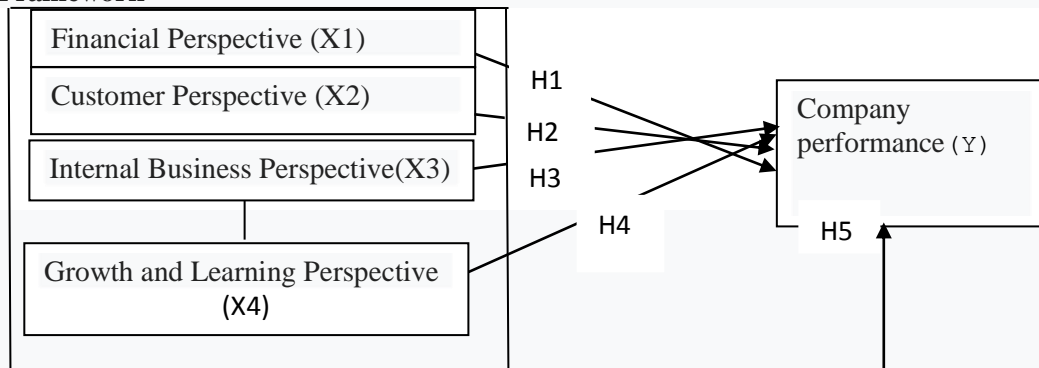 Financial Perspective (X1)
Customer Perspective (X2)
Internal Business Perspective(X3)
Growth and Learning Perspective
(X4)
H1
H2
H3
H4
Company
performance (Y)
H5